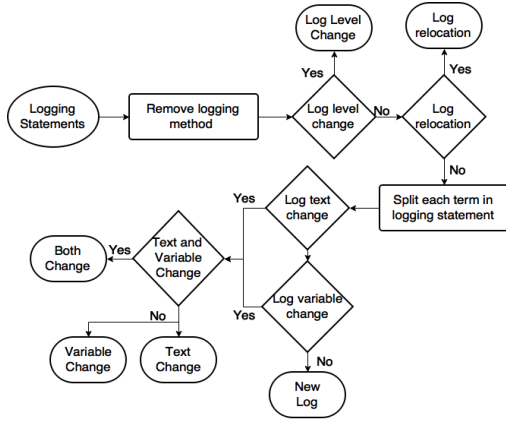 Log Level
Change
Log
relocation
Yes
Yes
Logging
Statements
Remove logging
method
Log level
change
No
Log
relocation
No
Split each term in
logging statement
Log text
change
Yes
Text and
Variable
Change
Yes
Both
Change
Log variable
change
Yes
No
Variable
Change
Text
Change
No
New
Log